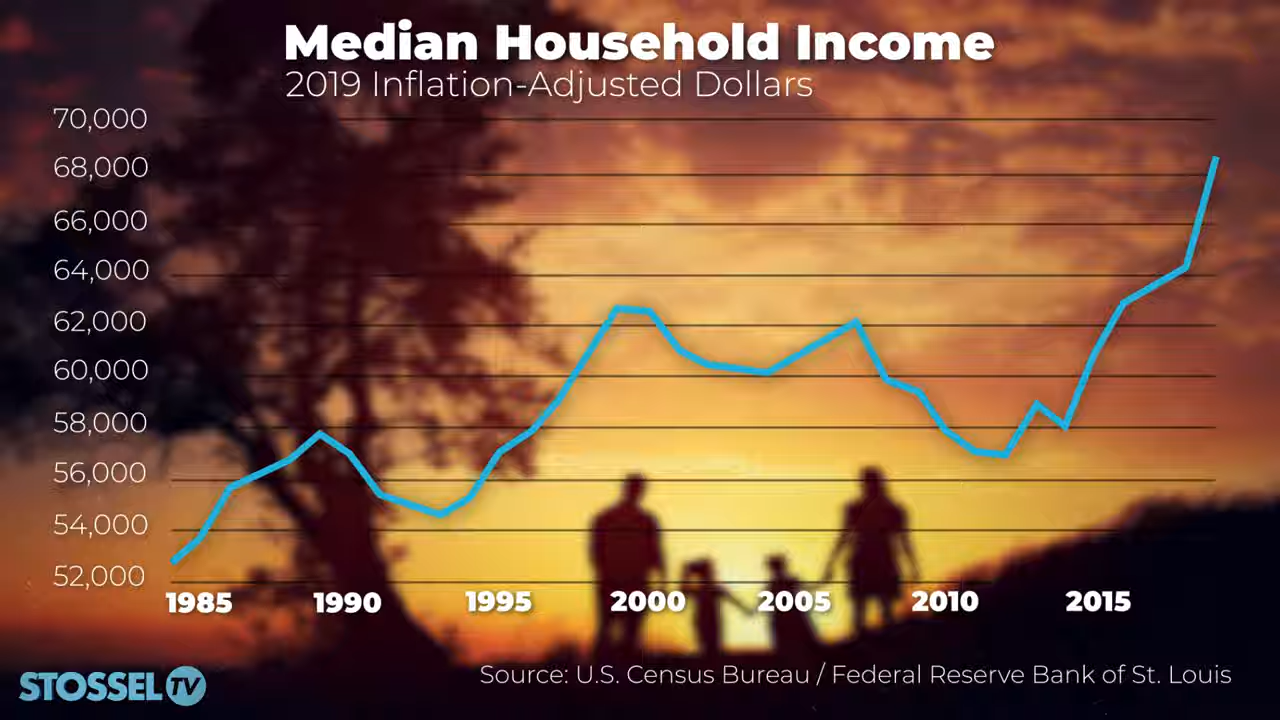 Median Household Income
2019 Inflation-Adjusted Dollars
70,000
68,000
66,000
64,000
62,000
60,000
58,000
56,000
54,000
52,000
1985 1990 1995 2000 2005 2010 2015
Source: U.S. Census Bureau / Federal Reserve Bank of St. Louis
STOSSEL TV